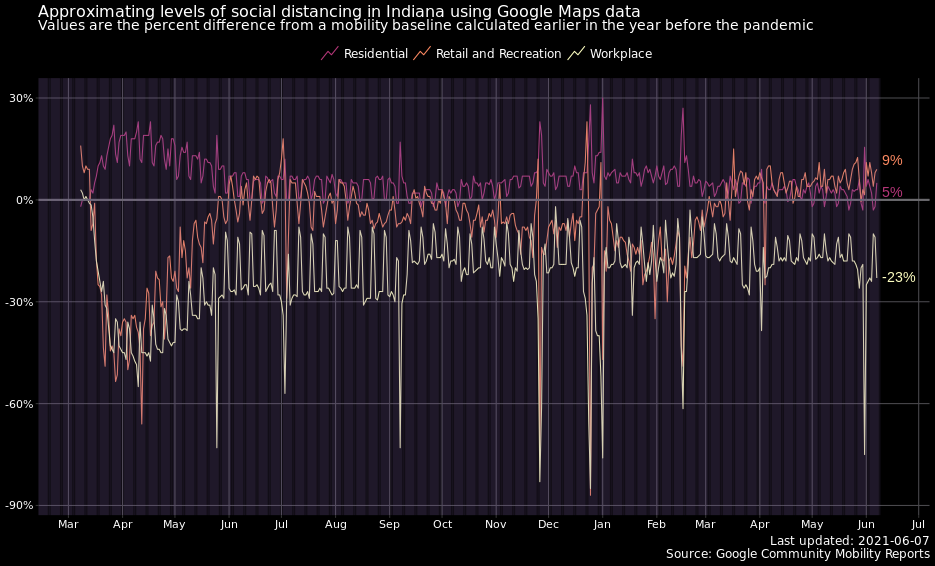 Approximating levels of social distancing in Indiana using Google Maps data
Values are the percent difference from a mobility baseline calculated earlier in the year before the pandemic
Residential Retail and Recreation Workplace
30%
0%
-30%
-60%
-90%
9%
5%
-23%
Mar Apr May Jun Jul Aug Sep Oct Nov Dec Jan Feb Mar Apr May Jun Jul
Last updated: 2021-06-07
Source: Google Community Mobility Reports